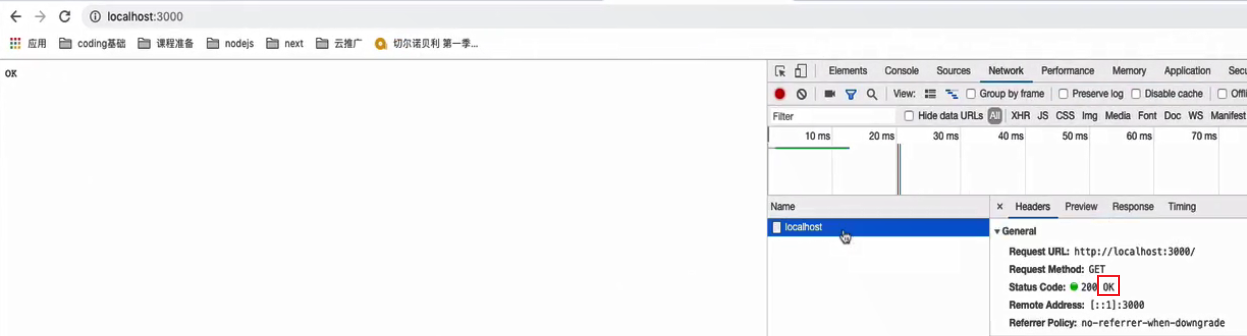 localhost:3000
应用 coding基础 课程准备 nodejs next 云推广 切尔诺贝利 第一季...
OK
Elements Console Sources Network Performance Memory Application Secu
View: Group by frame Preserve log Disable cache Offli
Filter Hide data URLs All XHR JS CSS Img Media Font Doc WS Manifest
10 ms 20 ms 30 ms 40 ms 50 ms 60 ms 70 ms
Name
localhost
× Headers Preview Response Timing
General
Request URL: http://localhost:3000/
Request Method: GET
Status Code: 200 OK
Remote Address: [::1]:3000
Referrer Policy: no-referrer-when-downgrade